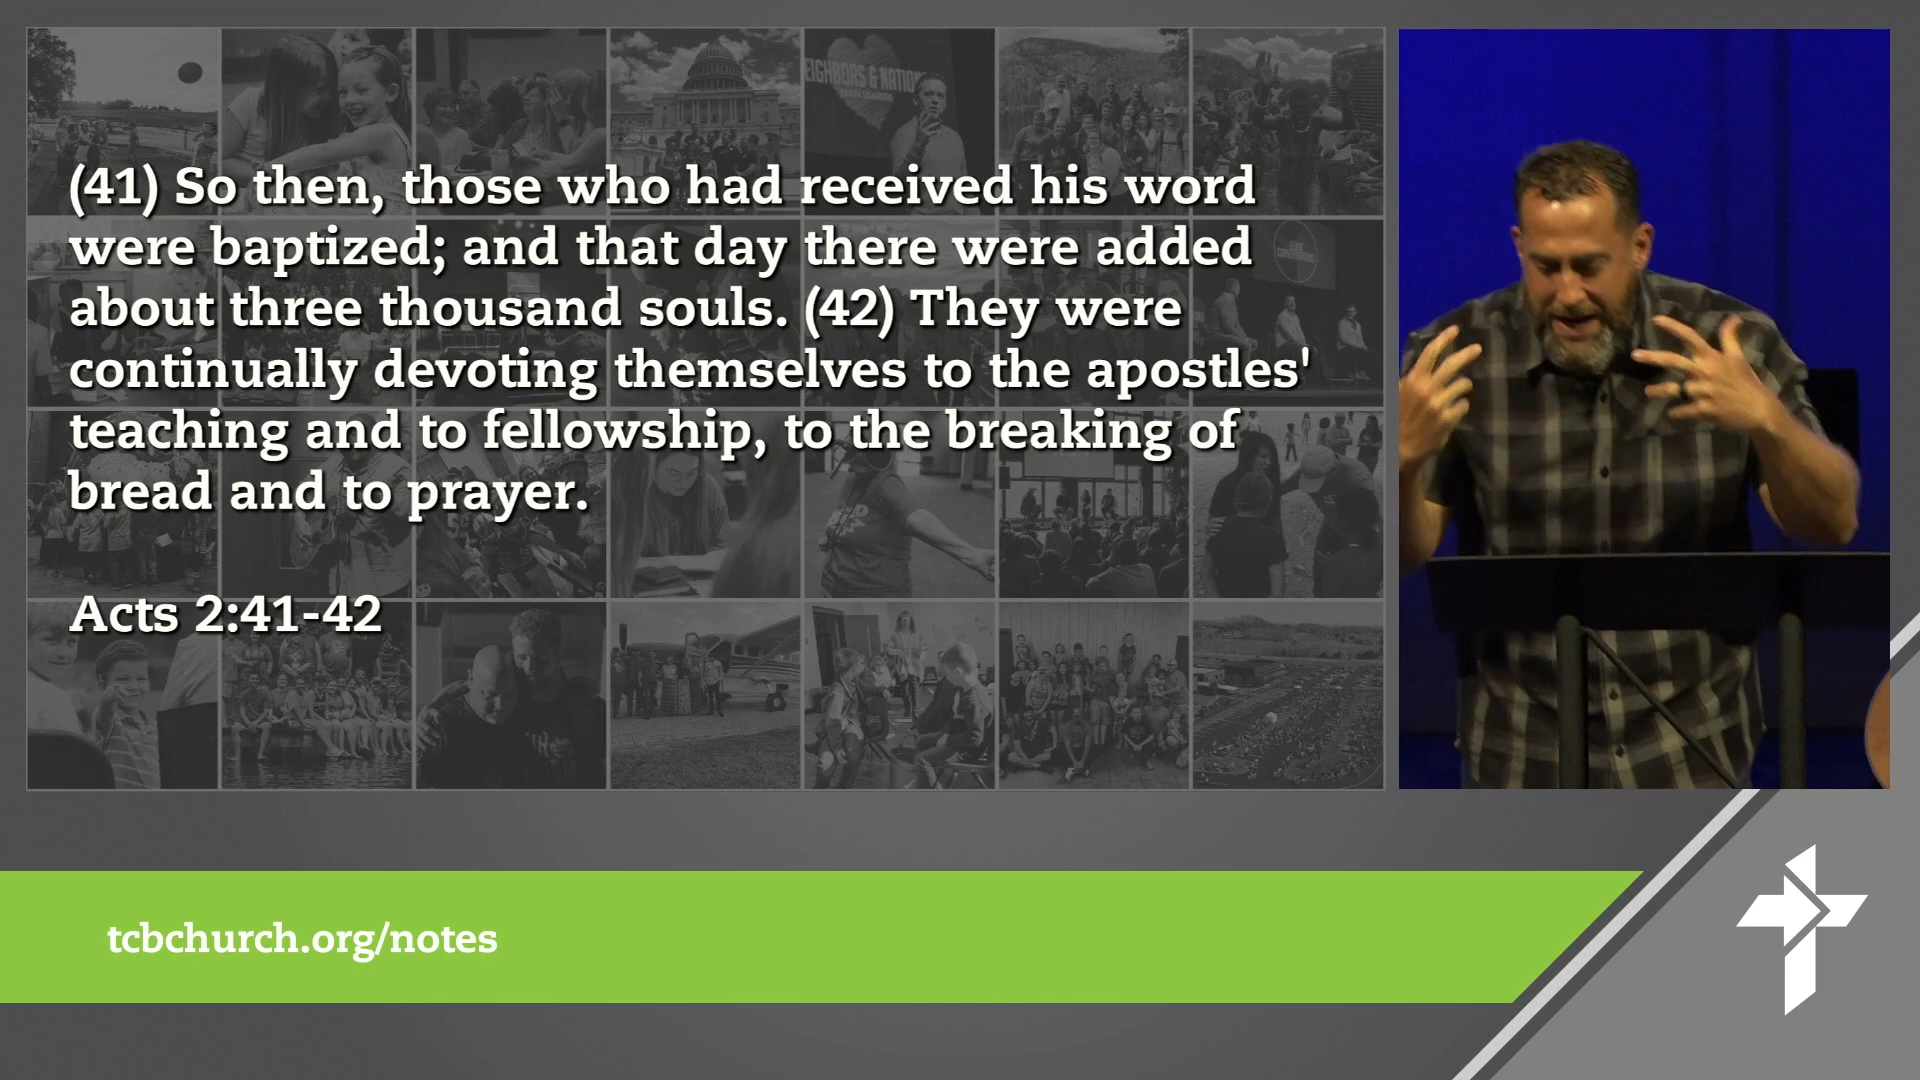 EIGHBORS & NATIO
(41) So then, those who had received his word
were baptized; and that day there were added
about three thousand souls. (42) They were
continually devoting themselves to the apostles'
teaching and to fellowship, to the breaking of
bread and to prayer.
Acts 2:41-42
tcbchurch.org/notes